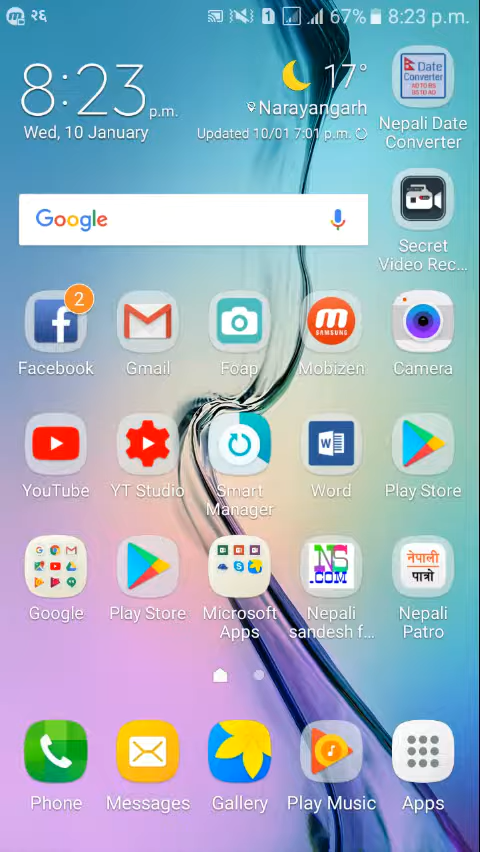 २६ 1 67% 8:23 p.m.
8:23 p.m.
Wed, 10 January
17°
Narayangarh
Updated 10/01 7:01 p.m.
Date
Converter
AD TO BS
BS TO AD
Nepali Date
Converter
Google
Secret
Video Rec...
2
SAMSUNG
Facebook
Gmail
Foap
Mobizen
Camera
YouTube
YT Studio
Smart
Manager
Word
Play Store
NS
.COM
नेपाली
पात्रो
Google
Play Store
Microsoft
Apps
Nepali
sandesh f...
Nepali
Patro
Phone
Messages
Gallery
Play Music
Apps